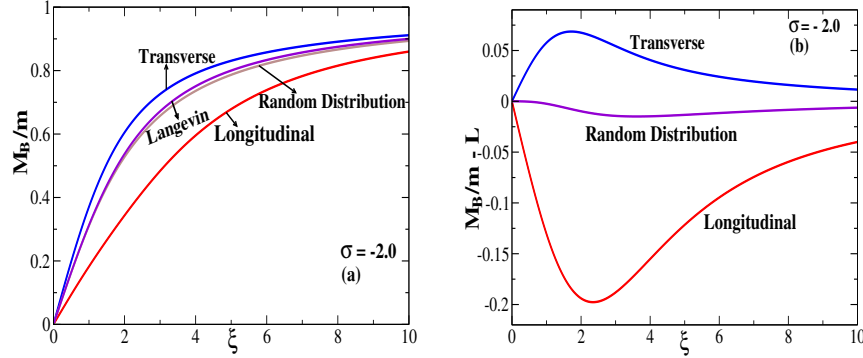 M_B/m
1
0.8
0.6
0.4
0.2
0
Transverse
Langevin
Random Distribution
Longitudinal
σ = -2.0
(a)
0 2 4 6 8 10
ξ
M_B/m - L
0.05
0
-0.05
-0.1
-0.15
-0.2
σ = - 2.0
(b)
Transverse
Random Distribution
Longitudinal
0 2 4 6 8 10
ξ